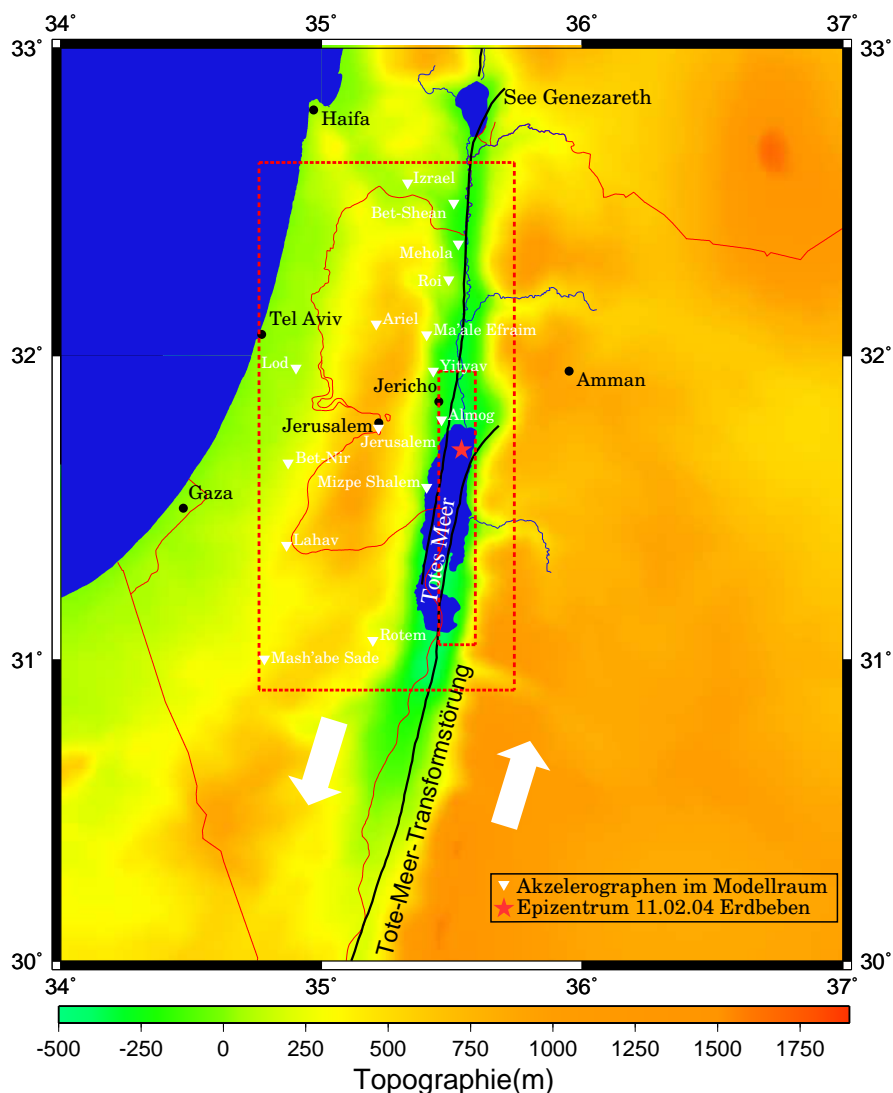 34˚ 35˚ 36˚ 37˚
33˚ 33˚
See Genezareth
Haifa
Izrael
Bet-Shean
Mehola
Roi
Ariel
Tel Aviv
Ma'ale Efraim
32˚ 32˚
Lod
Yitvav
Jericho
Amman
Almog
Jerusalem
Jerusalem
Bet-Nir
Mizpe Shalem
Gaza
Totes Meer
Lahav
Rotem
31˚ 31˚
Mash'abe Sade
Tote-Meer-Transformstörung
Akzelerographen im Modellraum
Epizentrum 11.02.04 Erdbeben
30˚ 30˚
34˚ 35˚ 36˚ 37˚
-500 -250 0 250 500 750 1000 1250 1500 1750
Topographie(m)